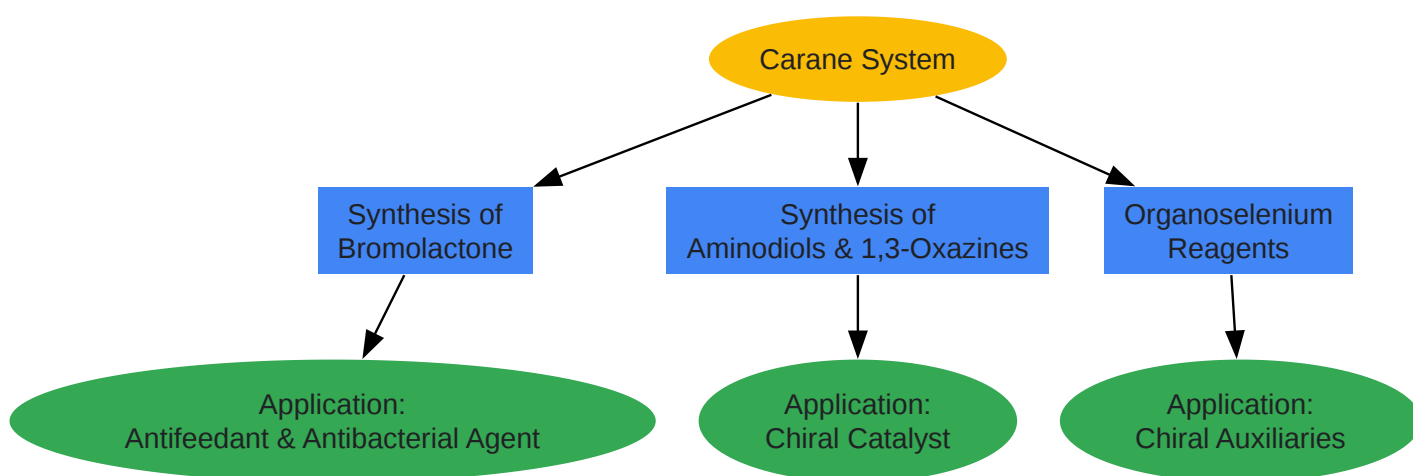 Carane System
Synthesis of
Bromolactone
Synthesis of
Aminodiols & 1,3-Oxazines
Organoselenium
Reagents
Application:
Antifeedant & Antibacterial Agent
Application:
Chiral Catalyst
Application:
Chiral Auxiliaries